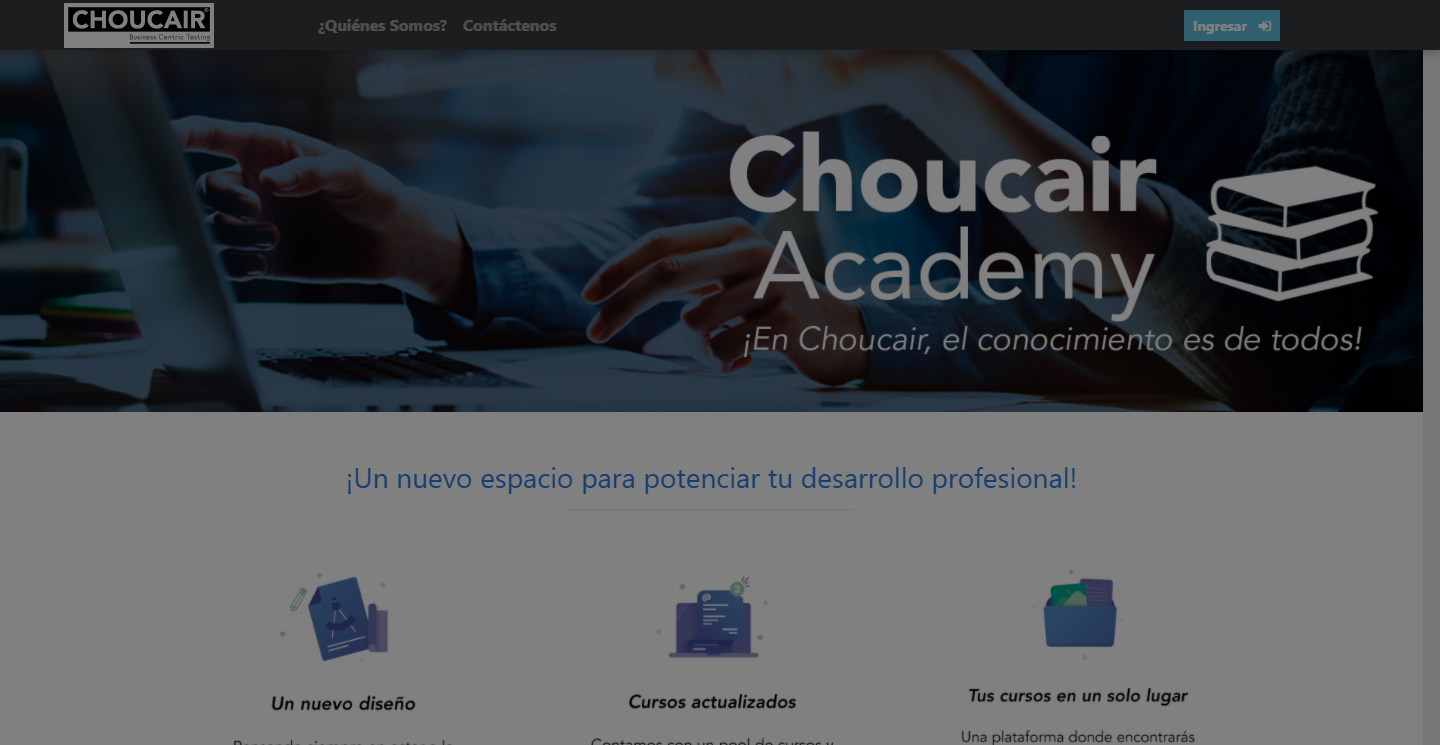 CHOUCAIR®
Business Centric Testing
¿Quiénes Somos? Contáctenos
Ingresar
Choucair
Academy
¡En Choucair, el conocimiento es de todos!
¡Un nuevo espacio para potenciar tu desarrollo profesional!
@
3
Un nuevo diseño
Cursos actualizados
Tus cursos en un solo lugar
Contamos con un pool de cursos y
Una plataforma donde encontrarás